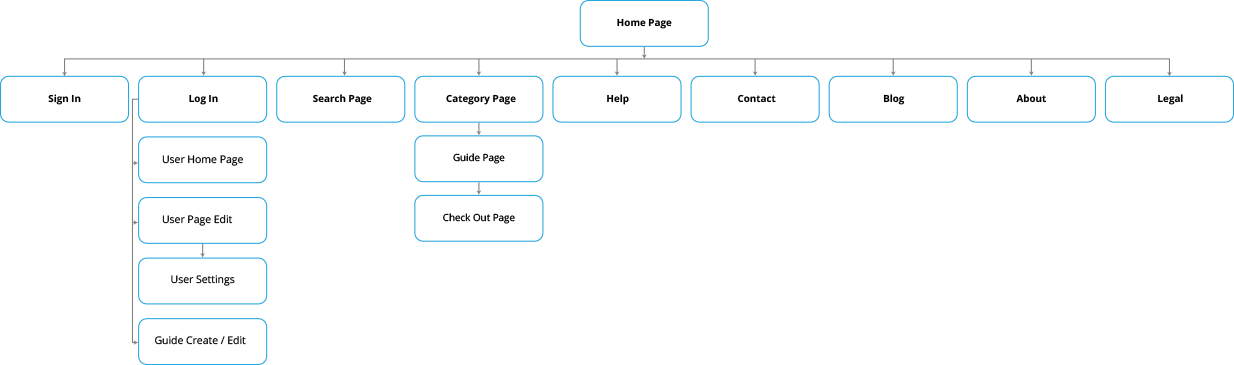 Home Page
Sign In
Log In
Search Page
Category Page
Help
Contact
Blog
About
Legal
User Home Page
Guide Page
User Page Edit
Check Out Page
User Settings
Guide Create / Edit